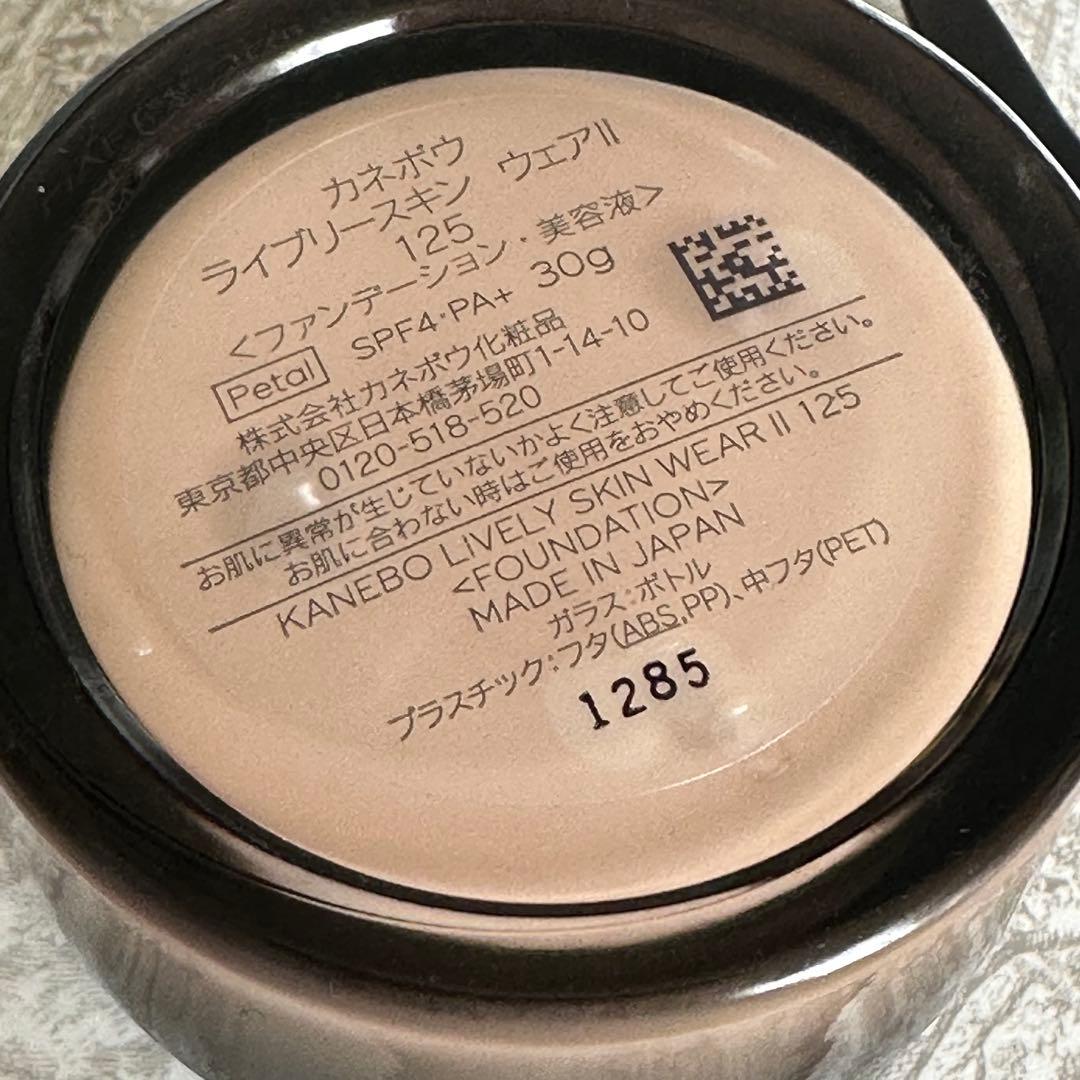 カネボウ
ライブリースキン ウェアⅡ
125
<ファンデーション・美容液>
Petal SPF4・PA+ 30g
株式会社カネボウ化粧品
東京都中央区日本橋茅場町1-14-10
0120-518-520
お肌に異常が生じていないかよく注意してご使用ください。
お肌に合わない時はご使用をおやめください。
KANEBO LIVELY SKIN WEAR II 125
<FOUNDATION>
MADE IN JAPAN
ガラス:ボトル
プラスチック:フタ(ABS,PP)、中フタ(PET)
1285